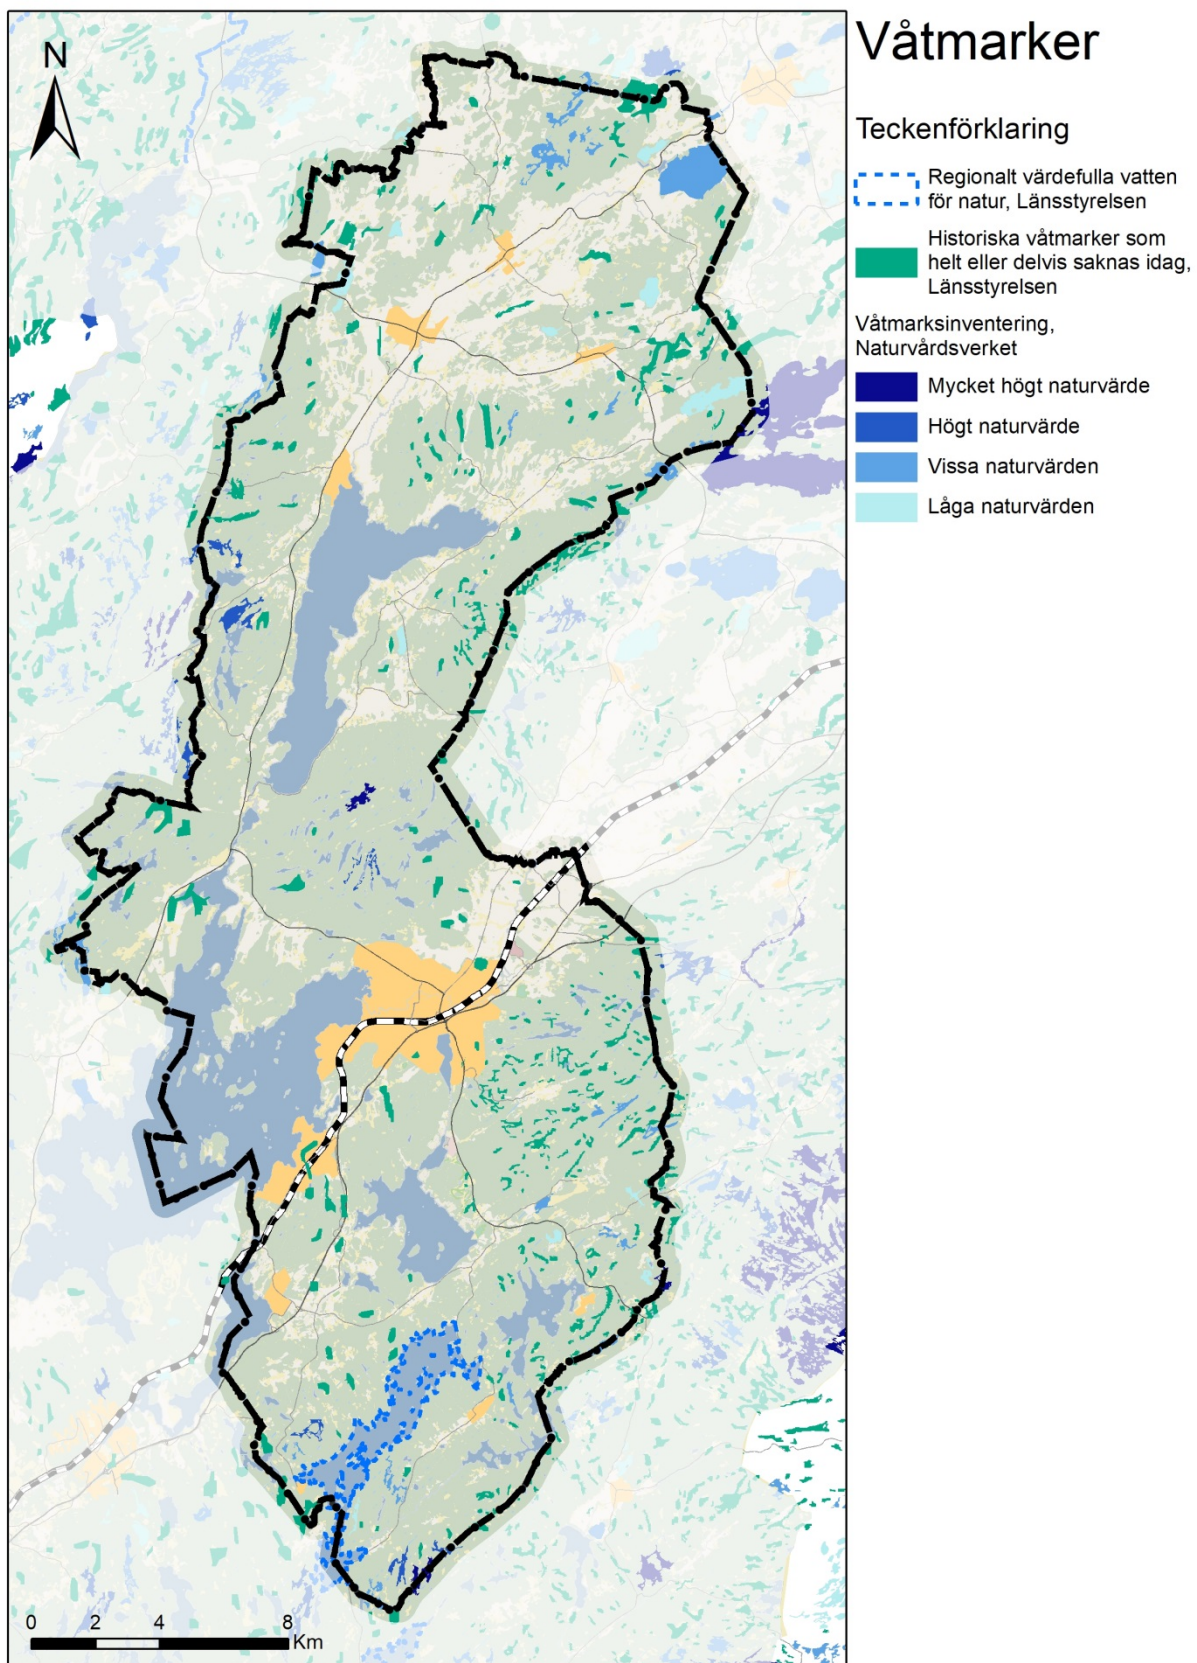 Våtmarker
N
Teckenförklaring
Regionalt värdefulla vatten
för natur, Länsstyrelsen
Historiska våtmarker som
helt eller delvis saknas idag,
Länsstyrelsen
Våtmarksinventering,
Naturvårdsverket
Mycket högt naturvärde
Högt naturvärde
Vissa naturvärden
Låga naturvärden
0 2 4 8
Km